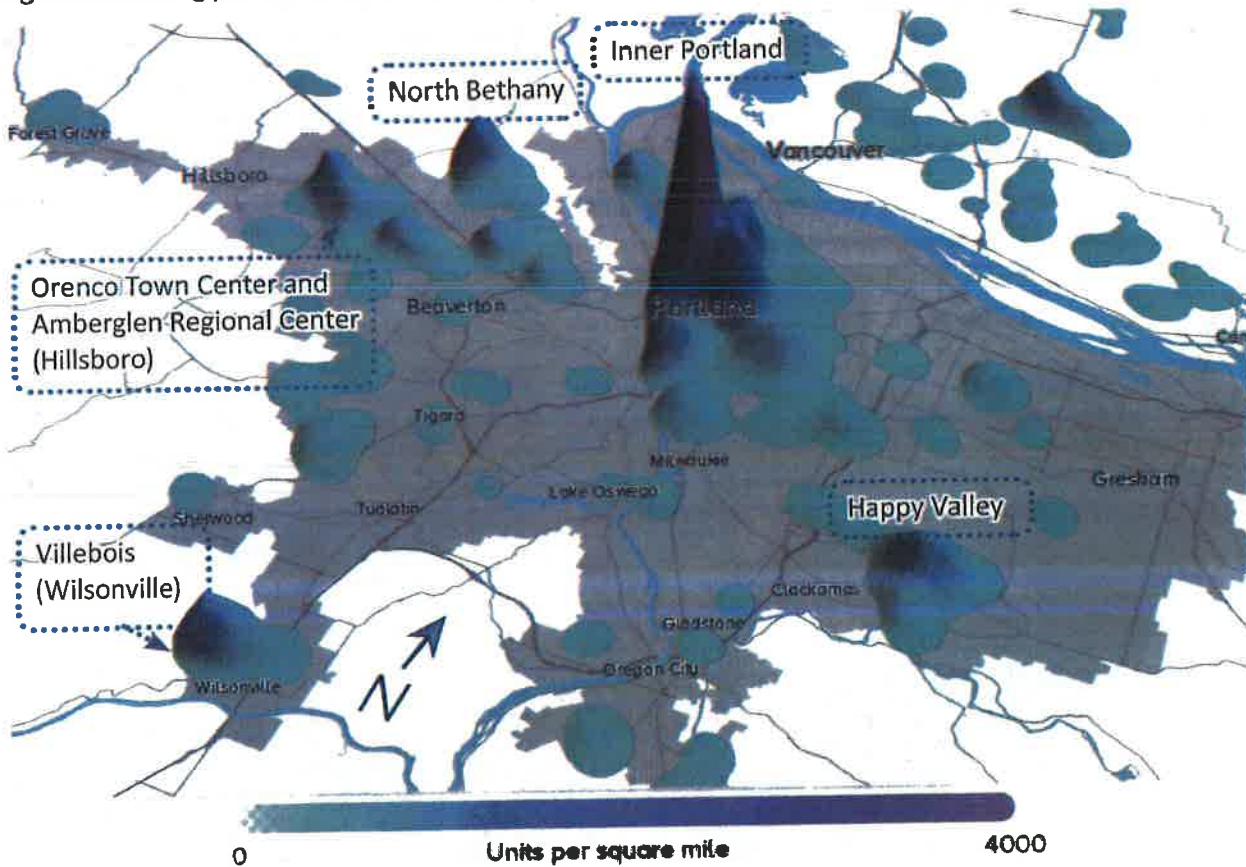 Inner Portland
North Bethany
Forest Grove
Vancouver
Hillsboro
Orenco Town Center and
Amberglen Regional Center
(Hillsboro)
Beaverton
Portland
Tigard
Milwaukie
Gresham
Lake Oswego
Happy Valley
Sherwood
Tualatin
Villebois
(Wilsonville)
Clackamas
Gladstone
N
Oregon City
Wilsonville
0
Units per square mile
4000